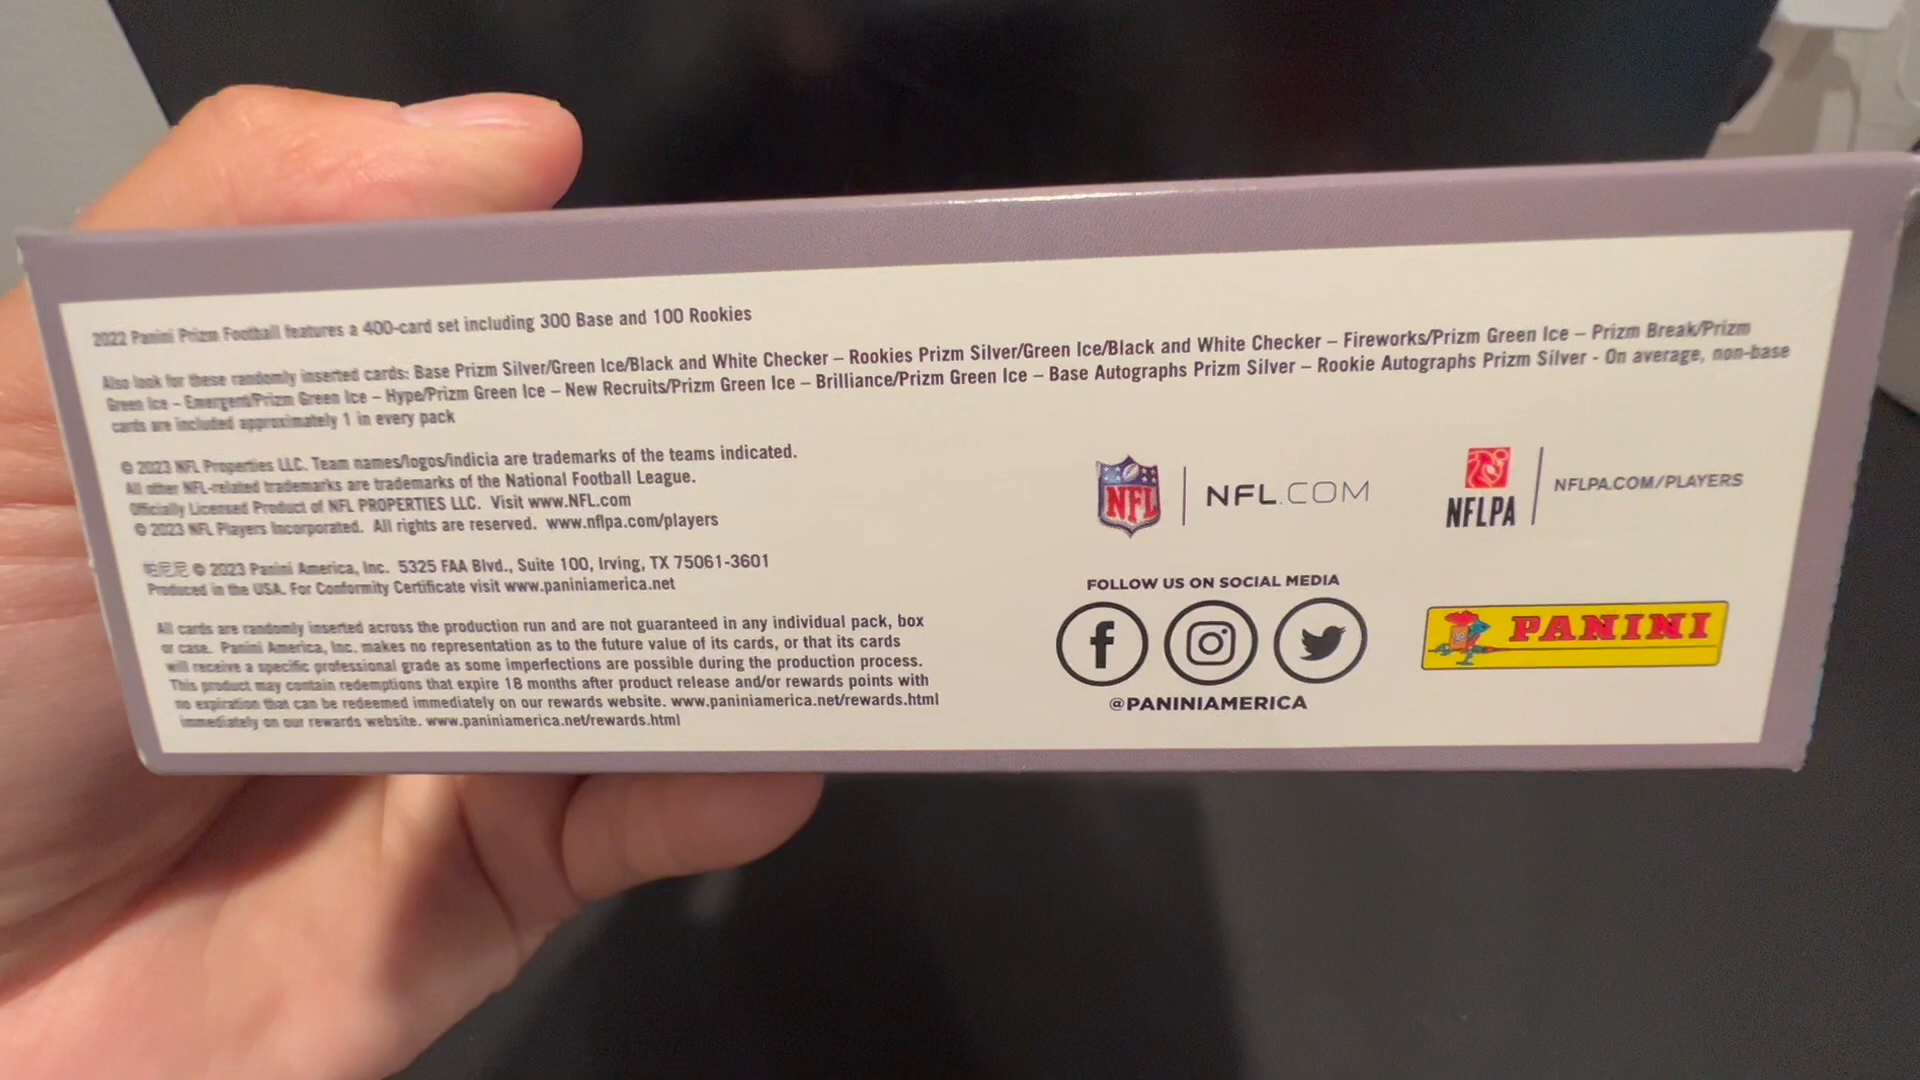 2022 Panini Prizm Football features a 400-card set including 300 Base and 100 Rookies
Also look for these randomly inserted cards: Base Prizm Silver/Green Ice/Black and White Checker – Rookies Prizm Silver/Green Ice/Black and White Checker – Fireworks/Prizm Green Ice – Prizm Break/Prizm
Green Ice – Emergent/Prizm Green Ice – Hype/Prizm Green Ice – New Recruits/Prizm Green Ice – Brilliance/Prizm Green Ice – Base Autographs Prizm Silver – Rookie Autographs Prizm Silver - On average, non-base
cards are included approximately 1 in every pack
© 2023 NFL Properties LLC. Team names/logos/indicia are trademarks of the teams indicated.
All other NFL-related trademarks are trademarks of the National Football League.
Officially Licensed Product of NFL PROPERTIES LLC. Visit www.NFL.com
© 2023 NFL Players Incorporated. All rights are reserved. www.nflpa.com/players
帕尼尼 © 2023 Panini America, Inc. 5325 FAA Blvd., Suite 100, Irving, TX 75061-3601
Produced in the USA. For Conformity Certificate visit www.paniniamerica.net
All cards are randomly inserted across the production run and are not guaranteed in any individual pack, box
or case. Panini America, Inc. makes no representation as to the future value of its cards, or that its cards
will receive a specific professional grade as some imperfections are possible during the production process.
This product may contain redemptions that expire 18 months after product release and/or rewards points with
no expiration that can be redeemed immediately on our rewards website. www.paniniamerica.net/rewards.html
immediately on our rewards website. www.paniniamerica.net/rewards.html
NFL
NFL.COM
NFLPA
NFLPA.COM/PLAYERS
FOLLOW US ON SOCIAL MEDIA
@PANINIAMERICA
PANINI